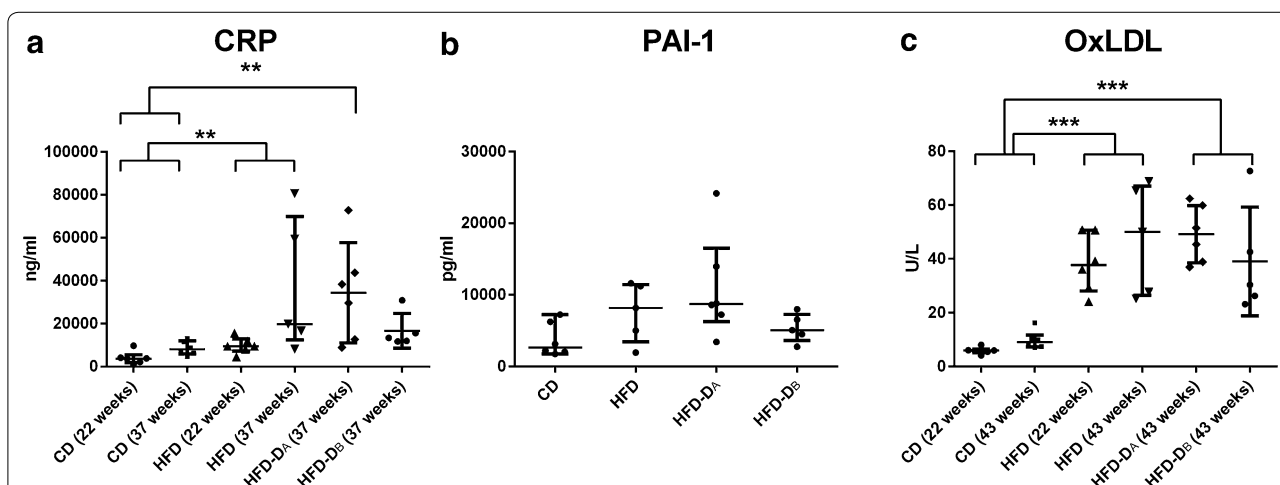 a CRP
**
**
100000
80000
60000
40000
20000
0
ng/ml
CD (22 weeks)
CD (37 weeks)
HFD (22 weeks)
HFD (37 weeks)
HFD-DA (37 weeks)
HFD-DB (37 weeks)
b PAI-1
30000
20000
10000
0
pg/ml
CD
HFD
HFD-DA
HFD-DB
c OxLDL
***
***
80
60
40
20
0
U/L
CD (22 weeks)
CD (43 weeks)
HFD (22 weeks)
HFD (43 weeks)
HFD-DA (43 weeks)
HFD-DB (43 weeks)